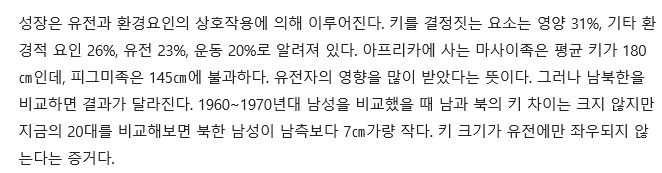 성장은 유전과 환경요인의 상호작용에 의해 이루어진다. 키를 결정짓는 요소는 영양 31%, 기타 환
경적 요인 26%, 유전 23%, 운동 20%로 알려져 있다. 아프리카에 사는 마사이족은 평균 키가 180
㎝인데, 피그미족은 145㎝에 불과하다. 유전자의 영향을 많이 받았다는 뜻이다. 그러나 남북한을
비교하면 결과가 달라진다. 1960~1970년대 남성을 비교했을 때 남과 북의 키 차이는 크지 않지만
지금의 20대를 비교해보면 북한 남성이 남측보다 7㎝가량 작다. 키 크기가 유전에만 좌우되지 않
는다는 증거다.